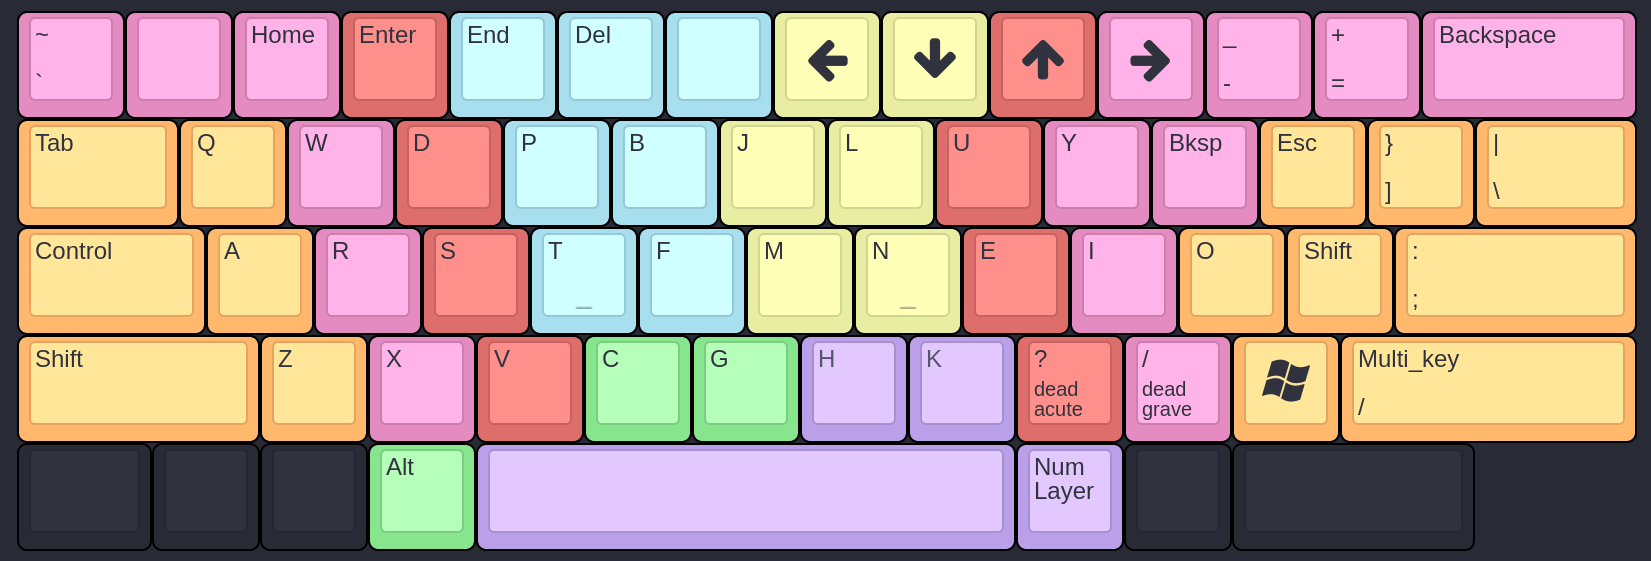 ~ Home Enter End Del ← ↓ ↑ → _ + Backspace
` - =
Tab Q W D P B J L U Y Bksp Esc } |
] \
Control A R S T F M N E I O Shift :
_ _ ;
Shift Z X V C G H K ? / Multi_key
dead dead
acute grave /
Alt Num
Layer